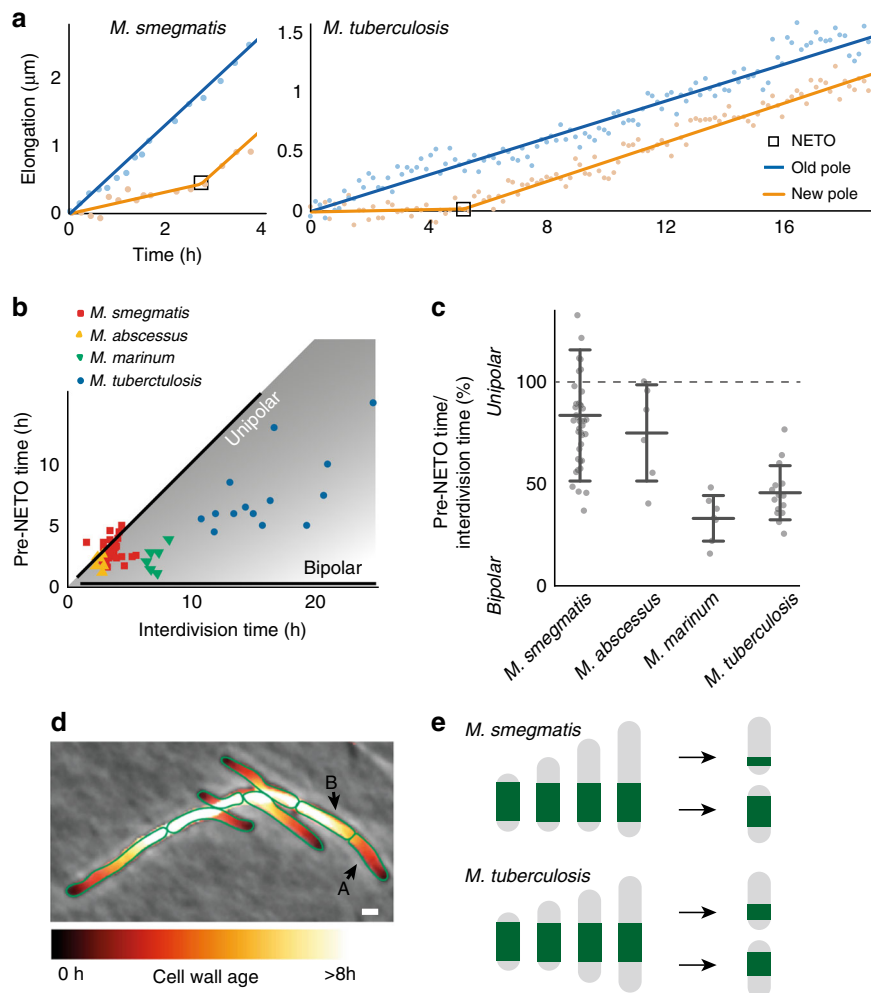 a
M. smegmatis
M. tuberculosis
Elongation (µm)
2
1
0
0
2
4
Time (h)
1.5
1
0.5
0
4
8
12
16
NETO
Old pole
New pole
b
M. smegmatis
M. abscessus
M. marinum
M. tuberctulosis
Pre-NETO time (h)
10
5
0
0
10
20
Interdivision time (h)
Unipolar
Bipolar
c
Unipolar
Bipolar
Pre-NETO time/
interdivision time (%)
100
50
0
M. smegmatis
M. abscessus
M. marinum
M. tuberculosis
d
B
A
0 h
Cell wall age
>8h
e
M. smegmatis
M. tuberculosis